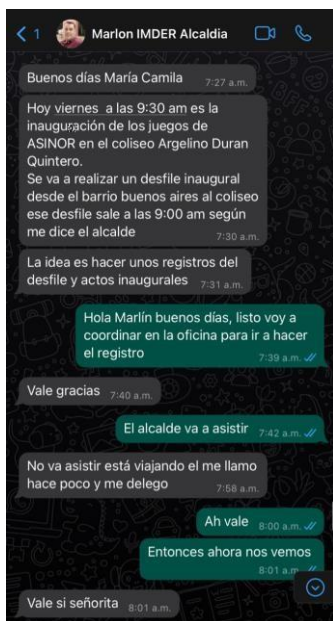 1
Marlon IMDER Alcaldia
Buenos días María Camila
7:27 a.m.
Hoy viernes a las 9:30 am es la
inauguración de los juegos de
ASINOR en el coliseo Argelino Duran
Quintero.
Se va a realizar un desfile inaugural
desde el barrio buenos aires al coliseo
ese desfile sale a las 9:00 am según
me dice el alcalde
7:30 a.m.
La idea es hacer unos registros del
desfile y actos inaugurales
7:31 a.m.
Hola Marlín buenos días, listo voy a
coordinar en la oficina para ir a hacer
el registro
7:39 a.m.
Vale gracias
7:40 a.m.
El alcalde va a asistir
7:42 a.m.
No va asistir está viajando el me llamo
hace poco y me delego
7:58 a.m.
Ah vale
8:00 a.m.
Entonces ahora nos vemos
8:01 a.m.
Vale si señorita
8:01 a.m.